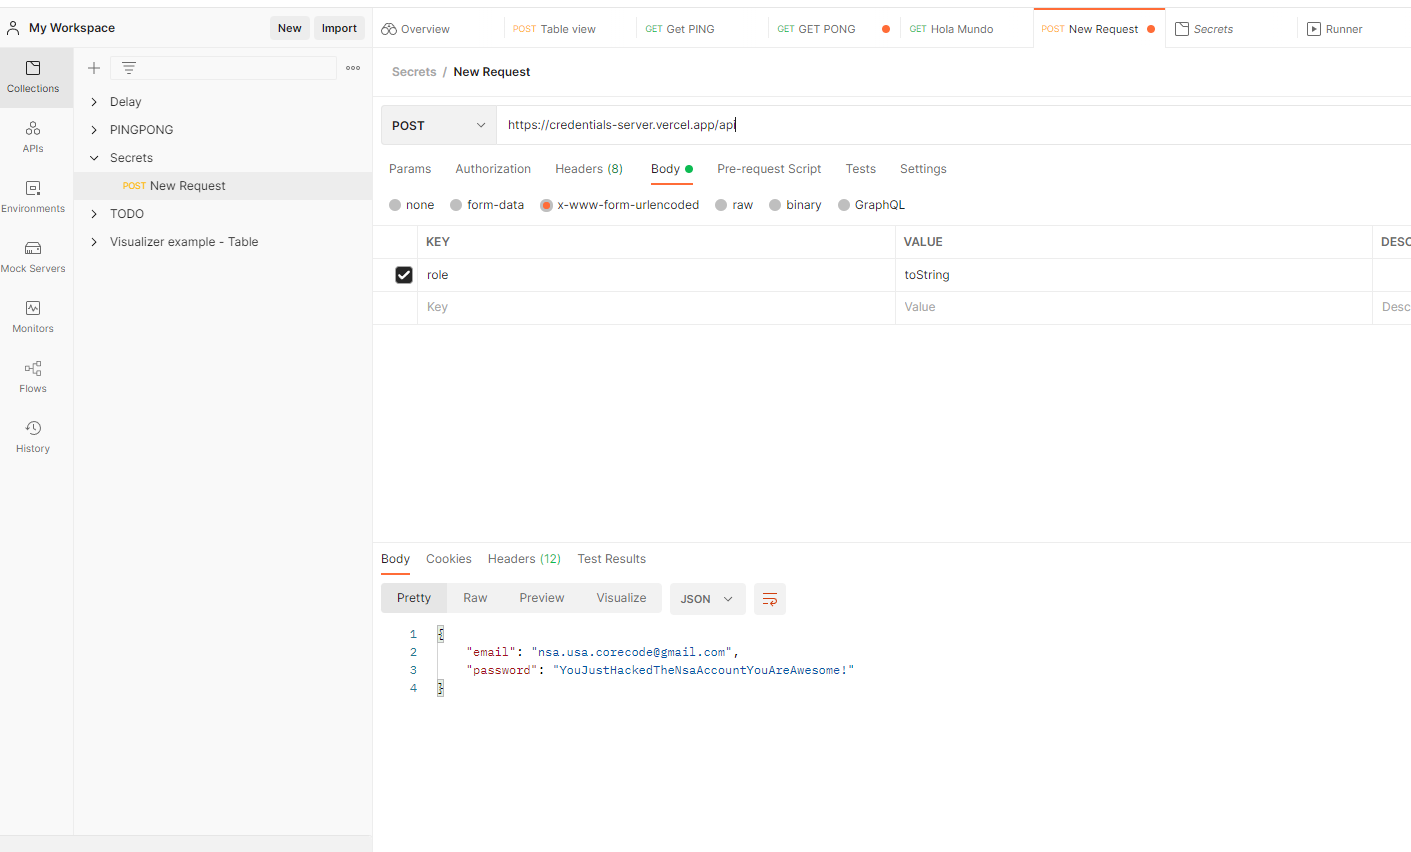 My Workspace
New
Import
Overview
POST Table view
GET Get PING
GET GET PONG
GET Hola Mundo
POST New Request
Secrets
Runner
Collections
APIs
Environments
Mock Servers
Monitors
Flows
History
Delay
PINGPONG
Secrets
POST New Request
TODO
Visualizer example - Table
Secrets / New Request
POST
https://credentials-server.vercel.app/api
Params Authorization Headers (8) Body Pre-request Script Tests Settings
none form-data x-www-form-urlencoded raw binary GraphQL
KEY VALUE DESC
role toString
Key Value Desc
Body Cookies Headers (12) Test Results
Pretty Raw Preview Visualize JSON
1 {
2 "email": "nsa.usa.corecode@gmail.com",
3 "password": "YouJustHackedTheNsaAccountYouAreAwesome!"
4 }